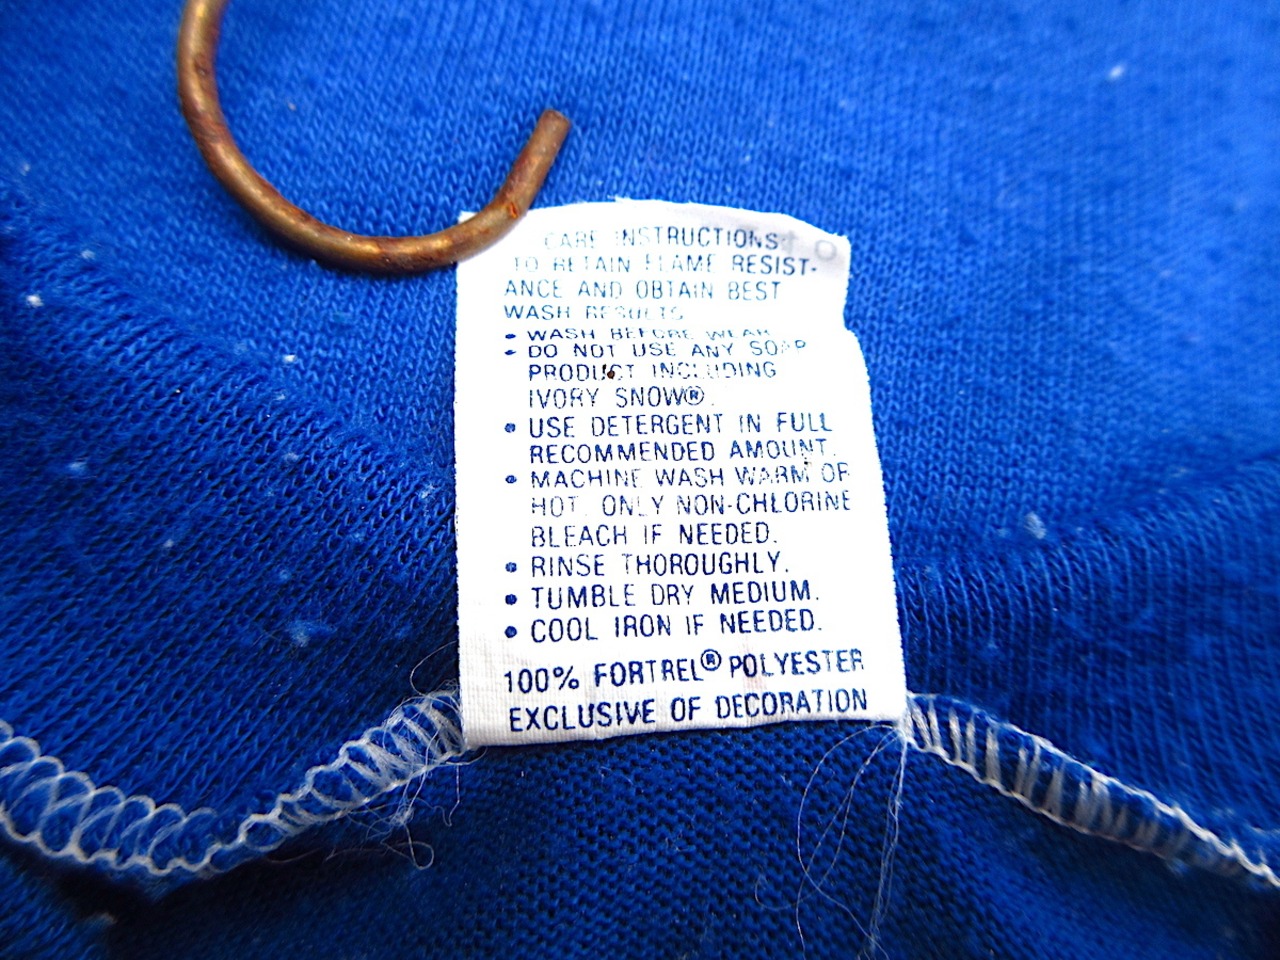 CARE INSTRUCTIONS
TO RETAIN FLAME RESIST-
ANCE AND OBTAIN BEST
WASH RESULTS
• WASH BEFORE WEAR
• DO NOT USE ANY SOAP
PRODUCT INCLUDING
IVORY SNOW®.
• USE DETERGENT IN FULL
RECOMMENDED AMOUNT.
• MACHINE WASH WARM OR
HOT. ONLY NON-CHLORINE
BLEACH IF NEEDED.
• RINSE THOROUGHLY.
• TUMBLE DRY MEDIUM.
• COOL IRON IF NEEDED.
100% FORTREL® POLYESTER
EXCLUSIVE OF DECORATION